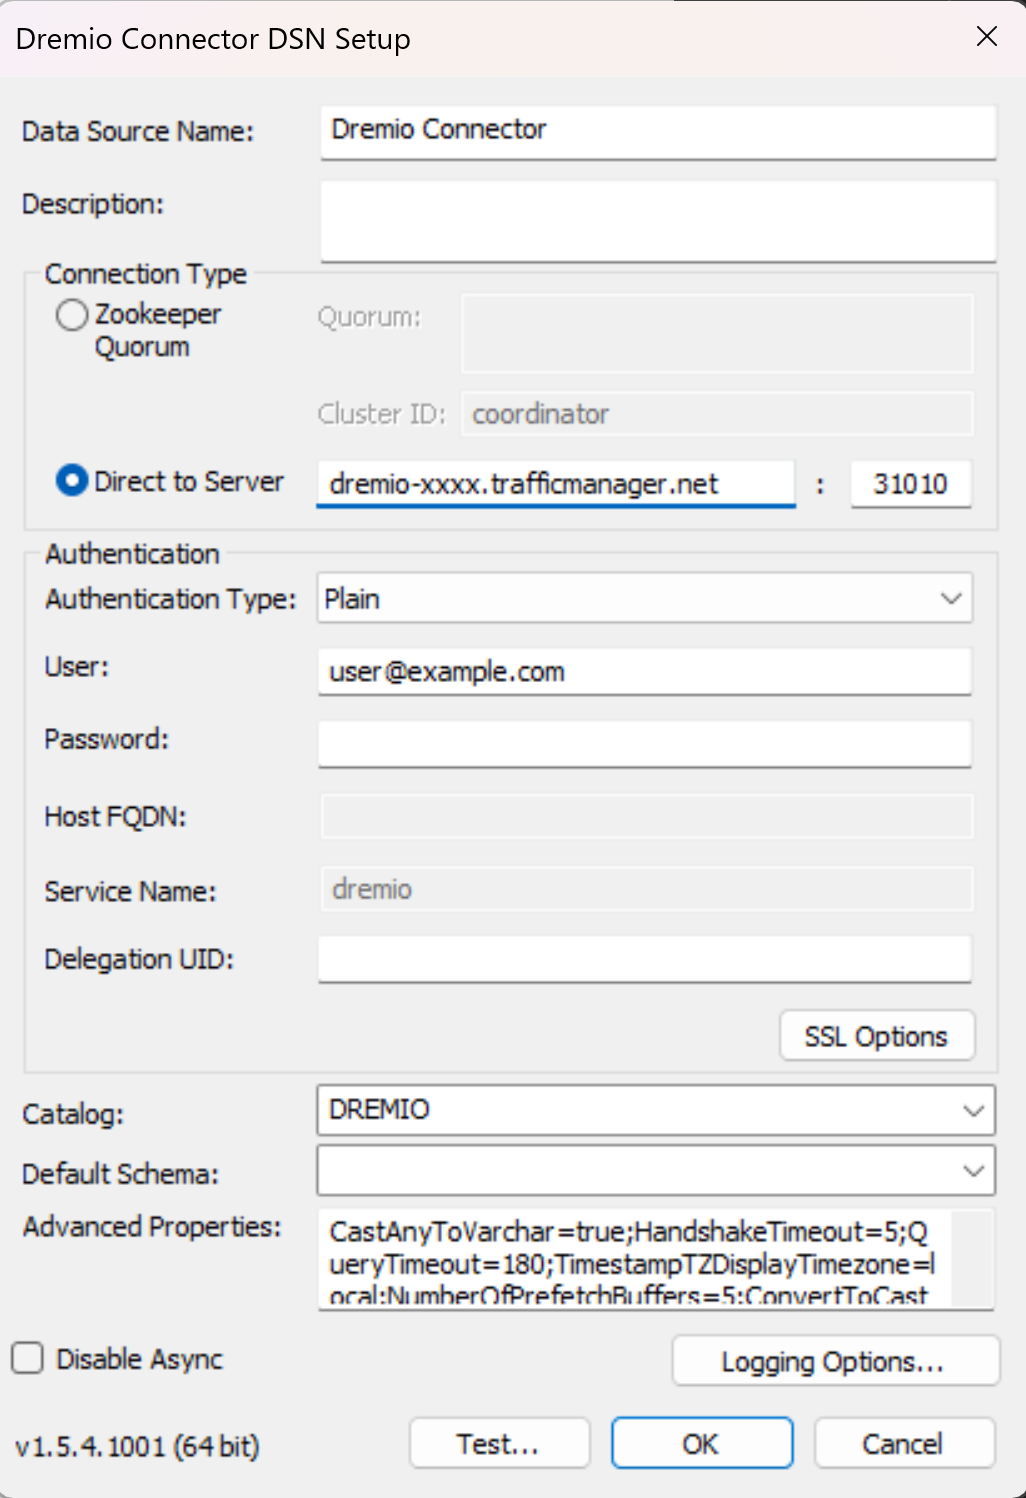 Dremio Connector DSN Setup
Data Source Name: Dremio Connector
Description:
Connection Type
Zookeeper Quorum: 
Quorum
Cluster ID: coordinator
Direct to Server dremio-xxxx.trafficmanager.net : 31010
Authentication
Authentication Type: Plain
User: user@example.com
Password:
Host FQDN:
Service Name: dremio
Delegation UID:
SSL Options
Catalog: DREMIO
Default Schema:
Advanced Properties: CastAnyToVarchar=true;HandshakeTimeout=5;Q
ueryTimeout=180;TimestampTZDisplayTimezone=l
ocal;NumberOfPrefetchBuffers=5;ConvertToCast
Disable Async Logging Options...
v1.5.4.1001 (64 bit) Test... OK Cancel